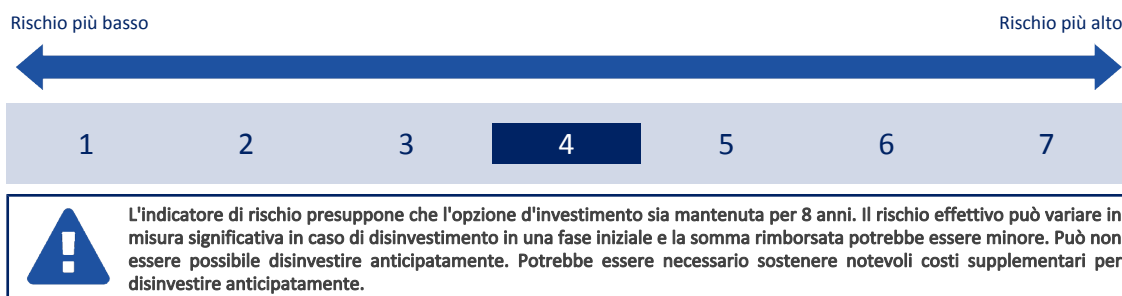 Rischio più basso Rischio più alto
1 2 3 4 5 6 7
L'indicatore di rischio presuppone che l'opzione d'investimento sia mantenuta per 8 anni. Il rischio effettivo può variare in
misura significativa in caso di disinvestimento in una fase iniziale e la somma rimborsata potrebbe essere minore. Può non
essere possibile disinvestire anticipatamente. Potrebbe essere necessario sostenere notevoli costi supplementari per
disinvestire anticipatamente.